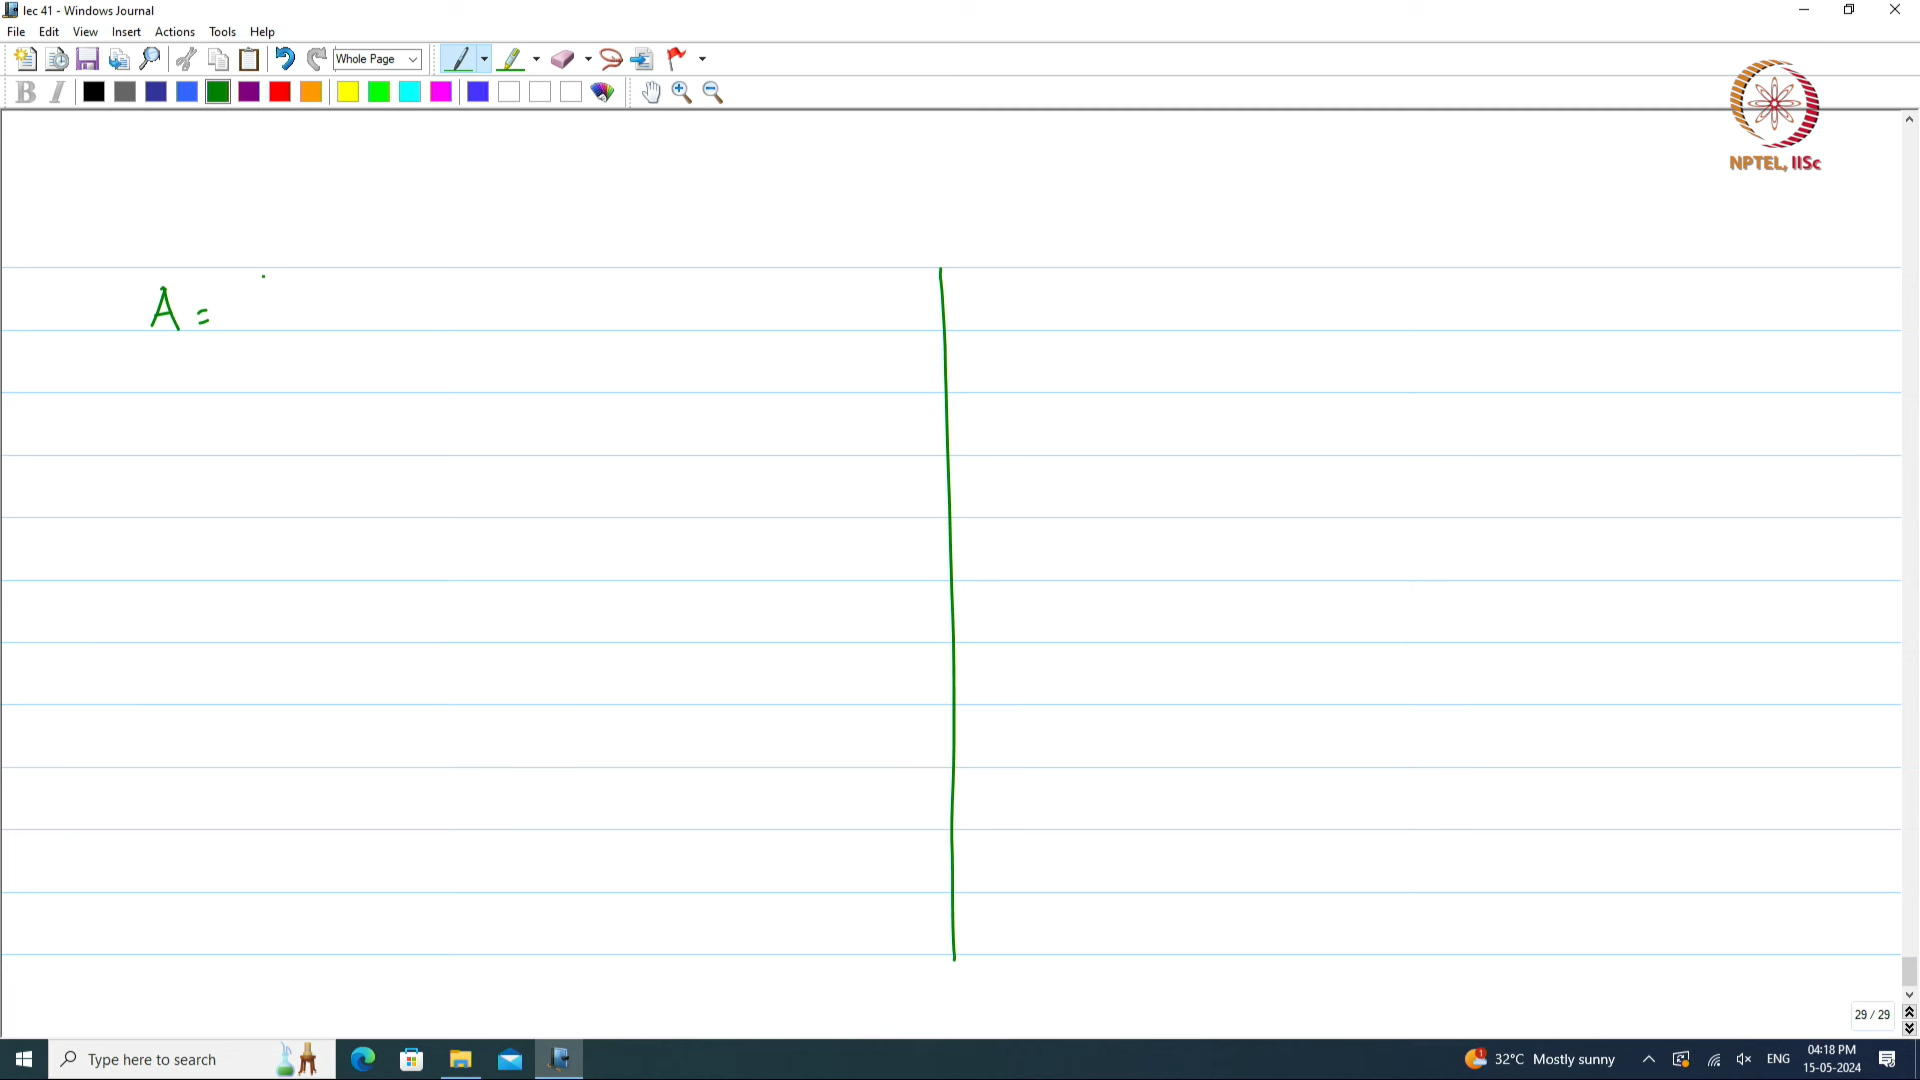 lec 41 - Windows Journal
File Edit View Insert Actions Tools Help
Whole Page
B I
NPTEL, IISc
A =
29 / 29
Type here to search
32°C Mostly sunny
ENG
04:18 PM
15-05-2024